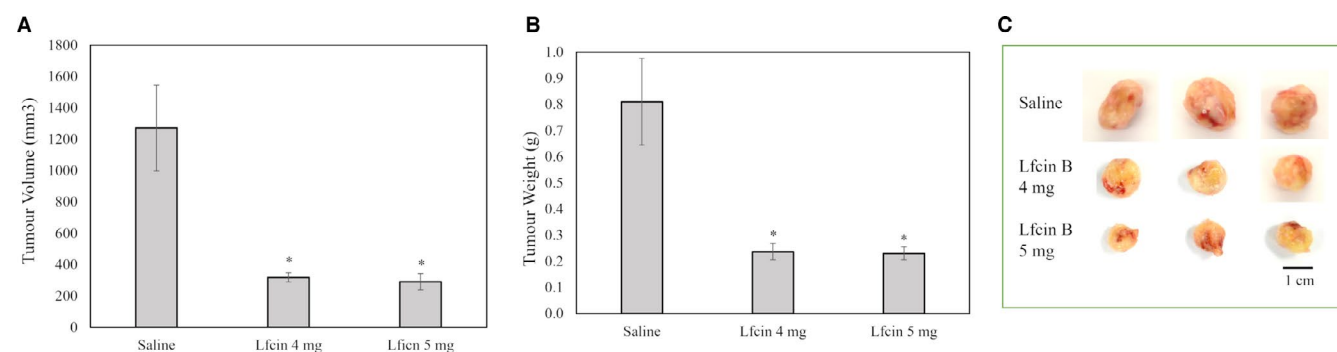 A
Tumour Volume (mm3)
1800
1600
1400
1200
1000
800
600
400
200
0
*
*
Saline
Lfcin 4 mg
Lficn 5 mg
B
Tumour Weight (g)
1.0
0.9
0.8
0.7
0.6
0.5
0.4
0.3
0.2
0.1
0.0
*
*
Saline
Lfcin 4 mg
Lfcin 5 mg
C
Saline
Lfcin B
4 mg
Lfcin B
5 mg
1 cm